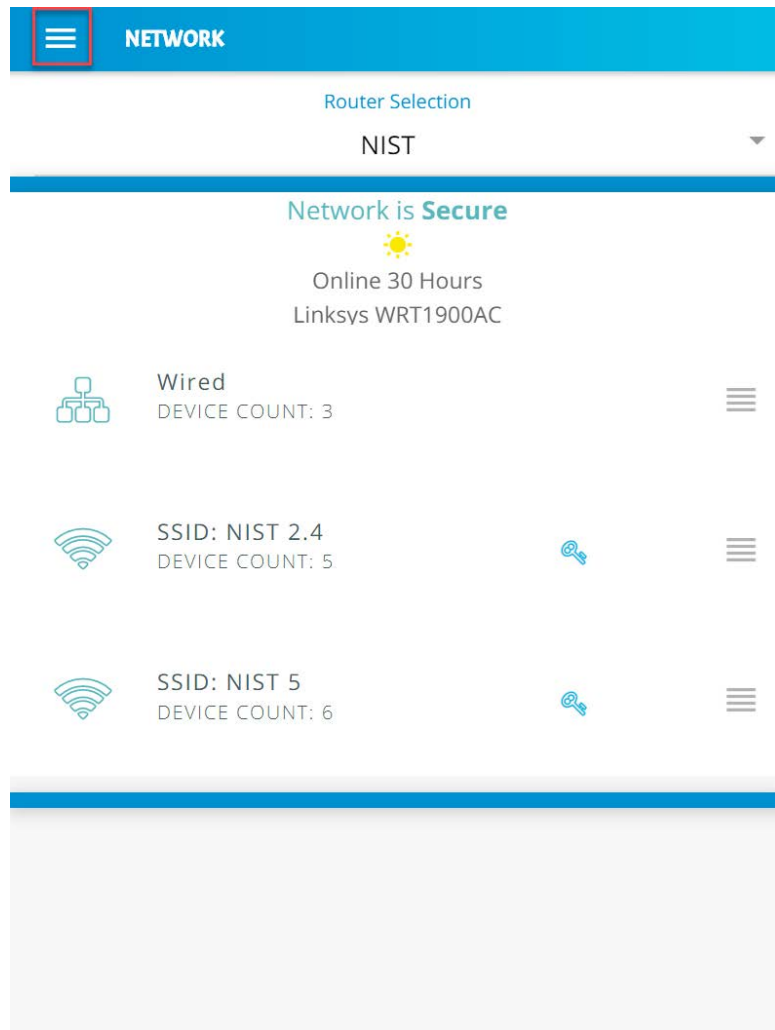 NETWORK
Router Selection
NIST
Network is Secure
Online 30 Hours
Linksys WRT1900AC
Wired
DEVICE COUNT: 3
SSID: NIST 2.4
DEVICE COUNT: 5
SSID: NIST 5
DEVICE COUNT: 6